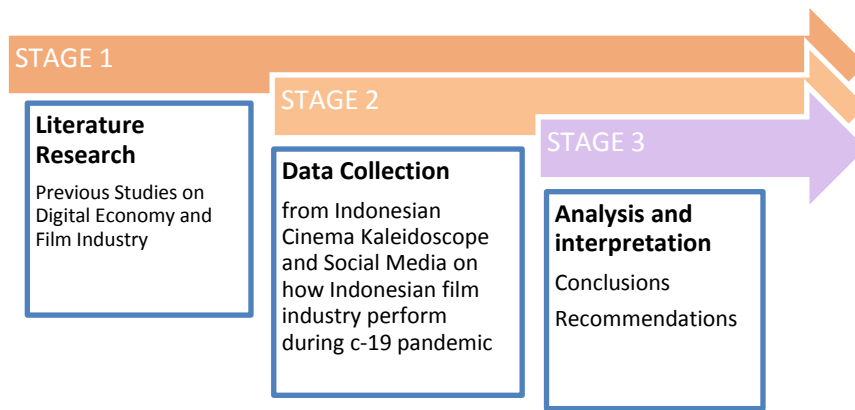 STAGE 1
Literature
Research
Previous Studies on
Digital Economy and
Film Industry
STAGE 2
Data Collection
from Indonesian
Cinema Kaleidoscope
and Social Media on
how Indonesian film
industry perform
during c-19 pandemic
STAGE 3
Analysis and
interpretation
Conclusions
Recommendations